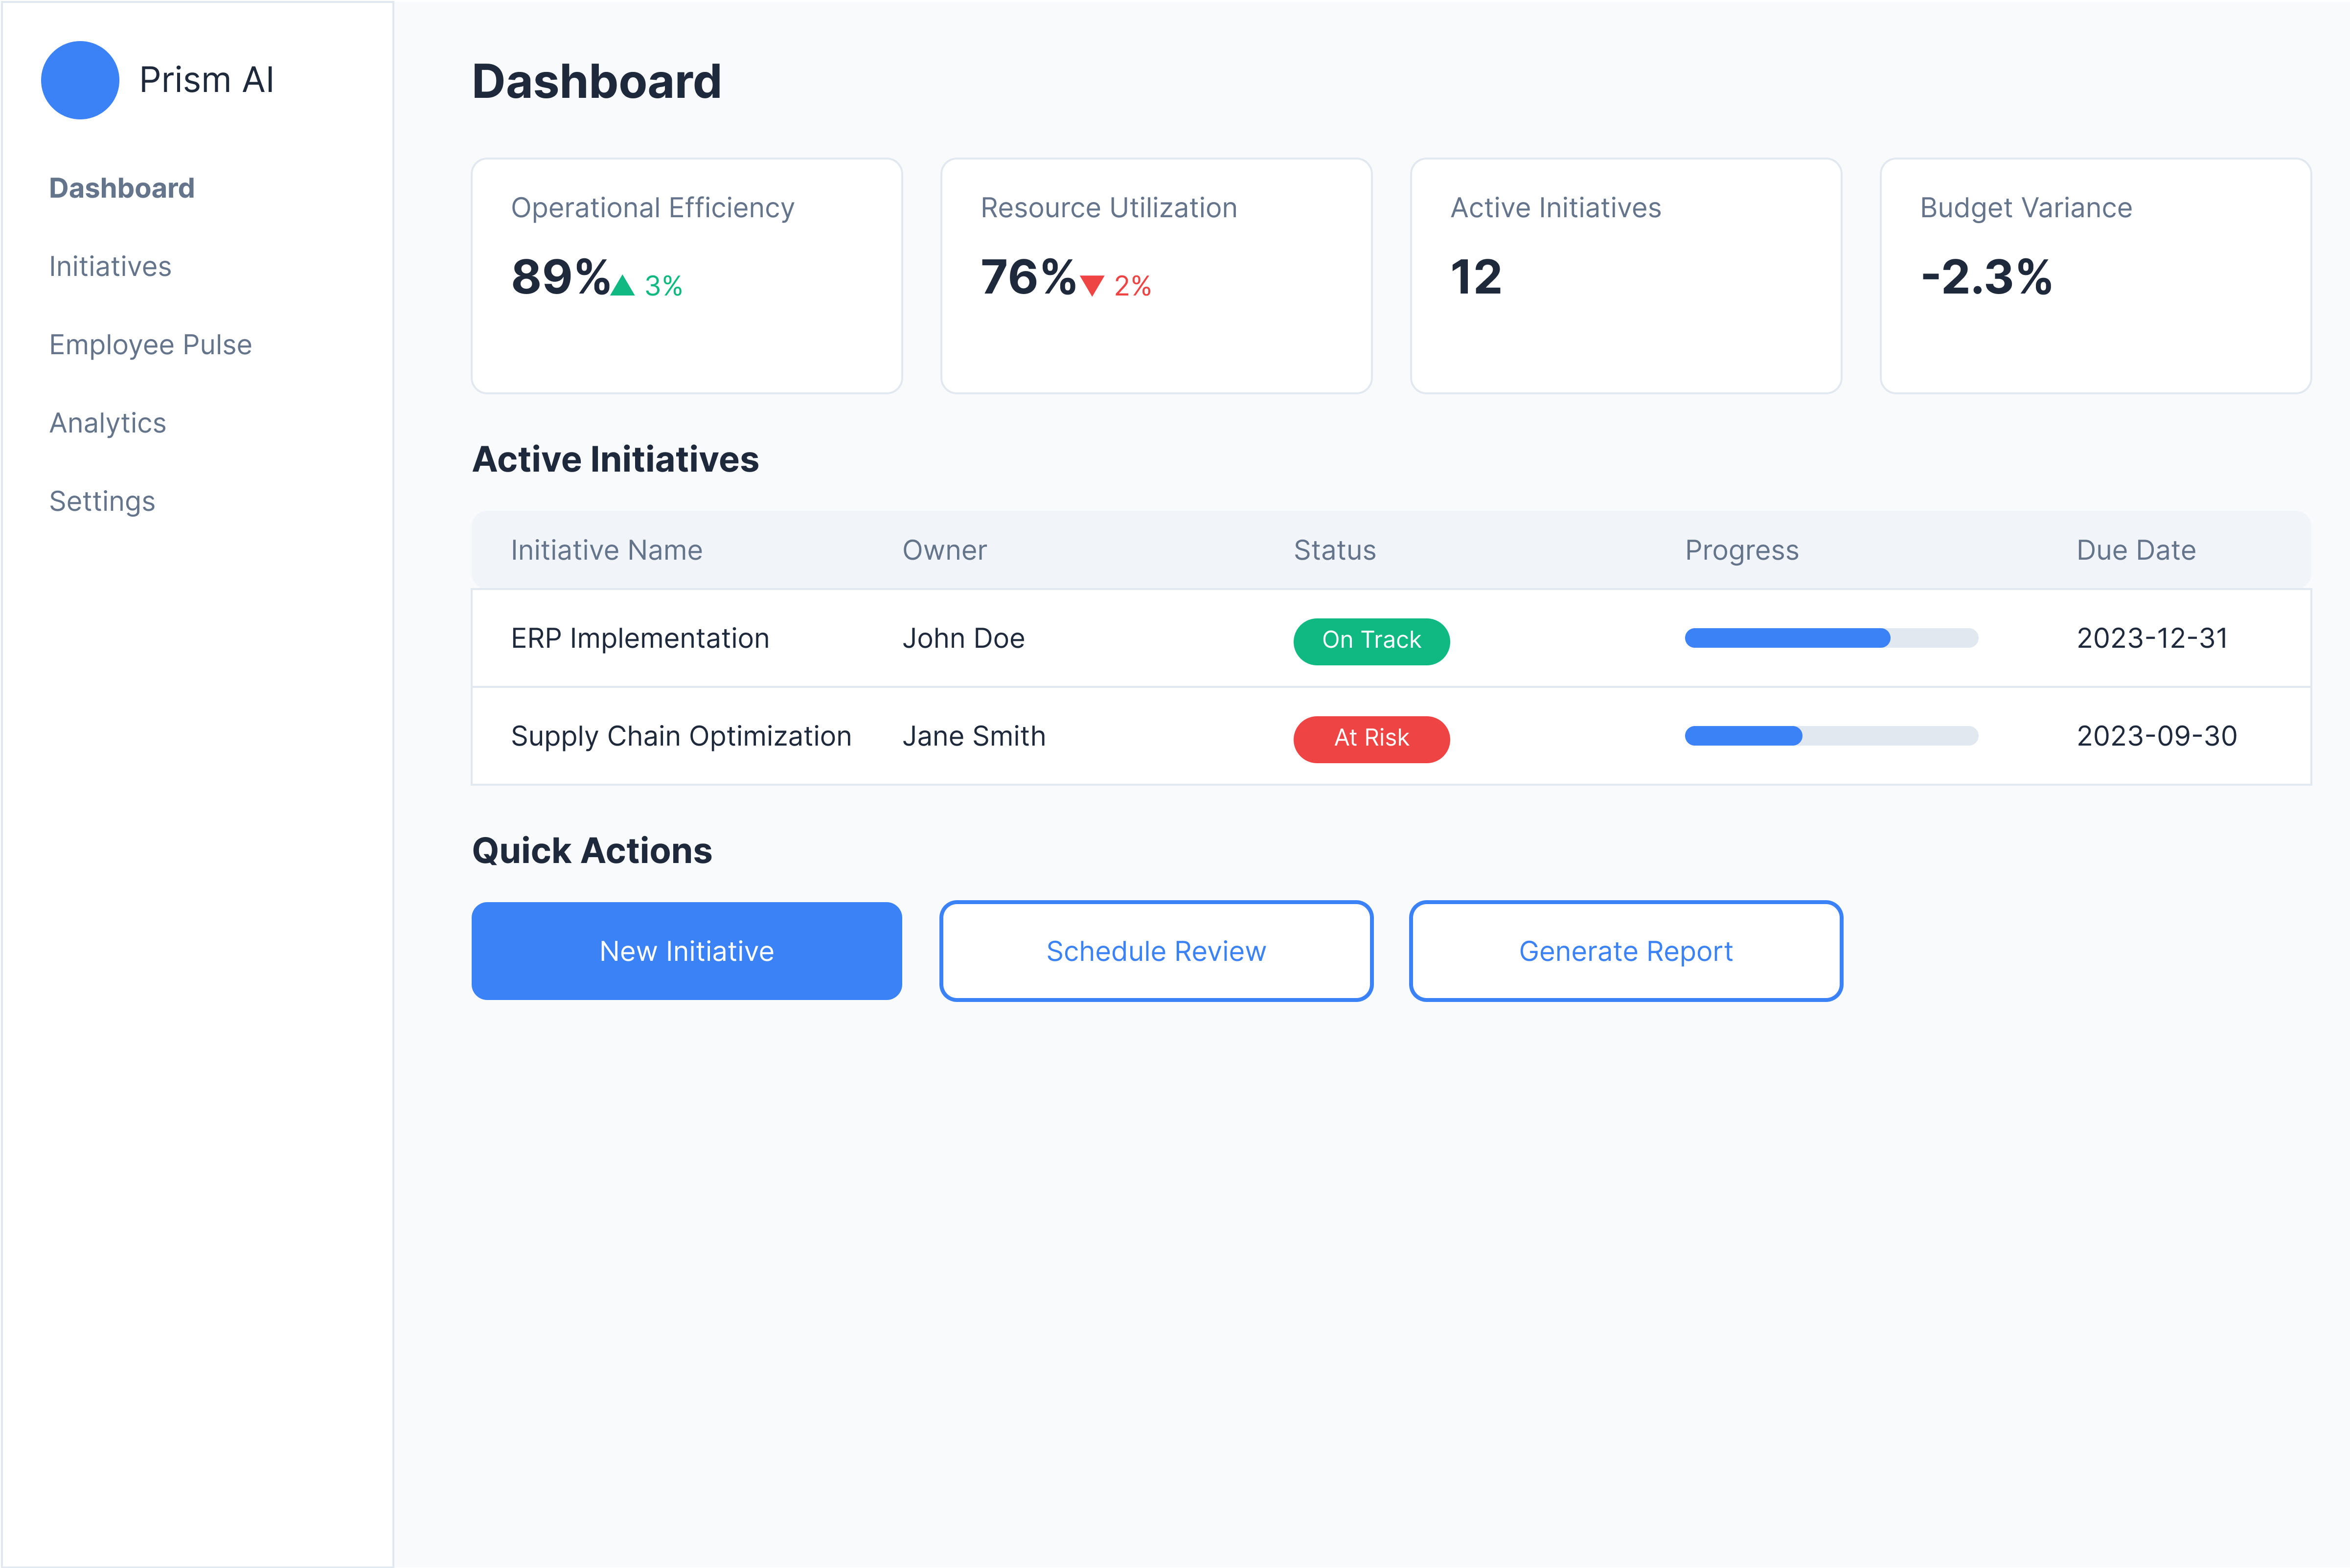 Prism AI
Dashboard
Initiatives
Employee Pulse
Analytics
Settings
Dashboard
Operational Efficiency
89% ▲ 3%
Resource Utilization
76% ▼ 2%
Active Initiatives
12
Budget Variance
-2.3%
Active Initiatives
Initiative Name Owner Status Progress Due Date
ERP Implementation John Doe On Track 2023-12-31
Supply Chain Optimization Jane Smith At Risk 2023-09-30
Quick Actions
New Initiative Schedule Review Generate Report